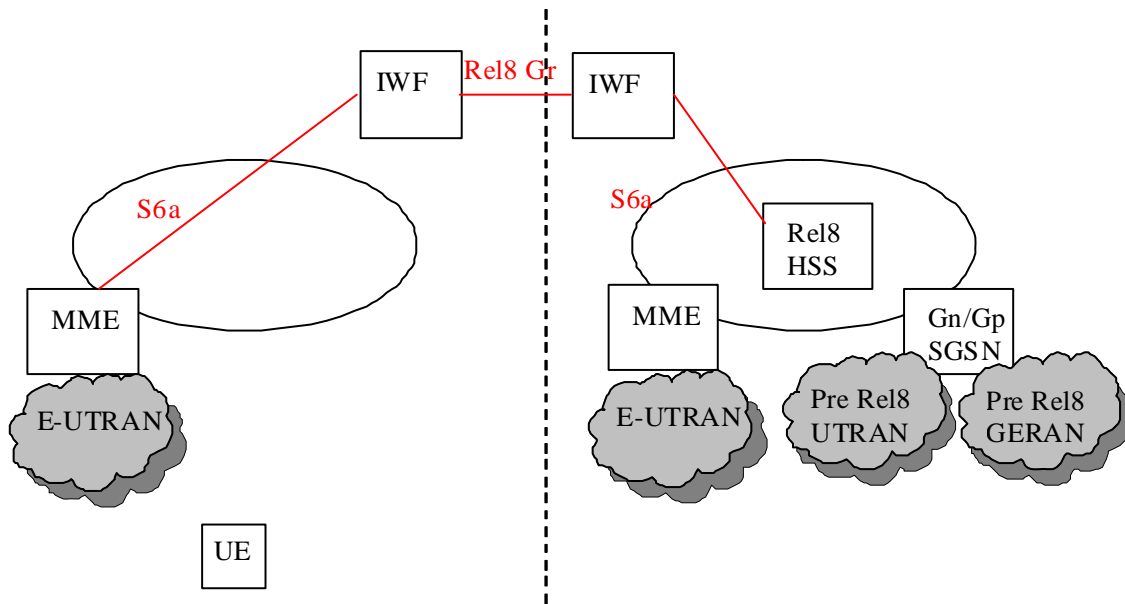 IWF
Rel8 Gr
IWF
S6a
S6a
Rel8
HSS
MME
MME
Gn/Gp
SGSN
E-UTRAN
E-UTRAN
Pre Rel8
UTRAN
Pre Rel8
GERAN
UE